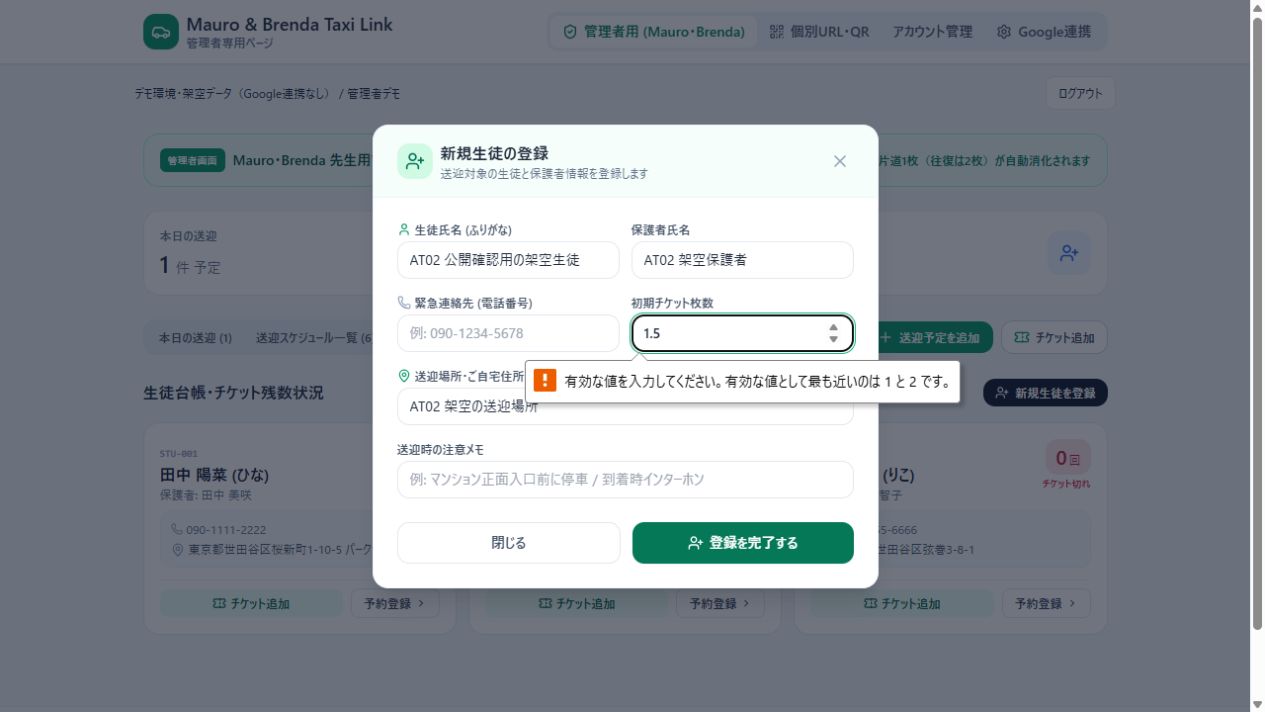 Mauro & Brenda Taxi Link
管理者専用ページ
管理者用 (Mauro・Brenda)
個別URL・QR
アカウント管理
Google連携
デモ環境・架空データ（Google連携なし） / 管理者デモ
ログアウト
管理者画面
Mauro・Brenda 先生用
片道1枚（往復は2枚）が自動消化されます
本日の送迎
1 件 予定
本日の送迎 (1)
送迎スケジュール一覧 (6
送迎予定を追加
チケット追加
生徒台帳・チケット残数状況
新規生徒を登録
STU-001
田中 陽菜 (ひな)
保護者: 田中 美咲
090-1111-2222
東京都世田谷区桜新町1-10-5 パーク
チケット追加
予約登録
チケット追加
予約登録
(りこ)
智子
0回
チケット切れ
5-6666
世田谷区弦巻3-8-1
チケット追加
予約登録
新規生徒の登録
送迎対象の生徒と保護者情報を登録します
生徒氏名 (ふりがな)
保護者氏名
AT02 公開確認用の架空生徒
AT02 架空保護者
緊急連絡先 (電話番号)
初期チケット枚数
例: 090-1234-5678
1.5
送迎場所・ご自宅住所
! 有効な値を入力してください。有効な値として最も近いのは 1 と 2 です。
AT02 架空の送迎場所
送迎時の注意メモ
例: マンション正面入口前に停車 / 到着時インターホン
閉じる
登録を完了する